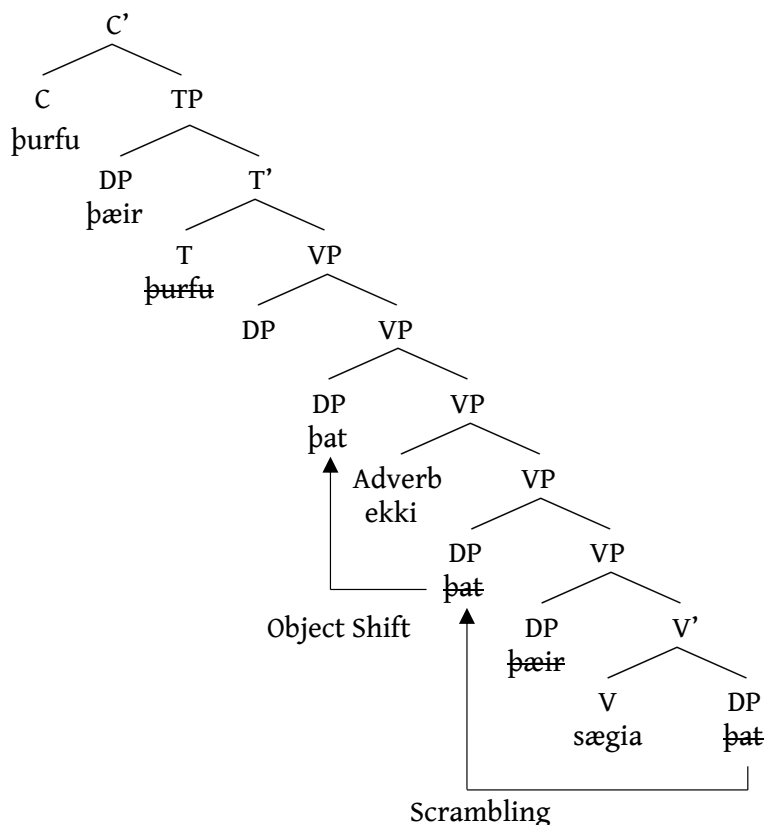 C’
C TP
þurfu
DP T’
þæir
T VP
þurfu
DP VP
DP VP
þat
Adverb VP
ekki
DP VP
þat
Object Shift
DP V’
þæir
V DP
sægia þat
Scrambling